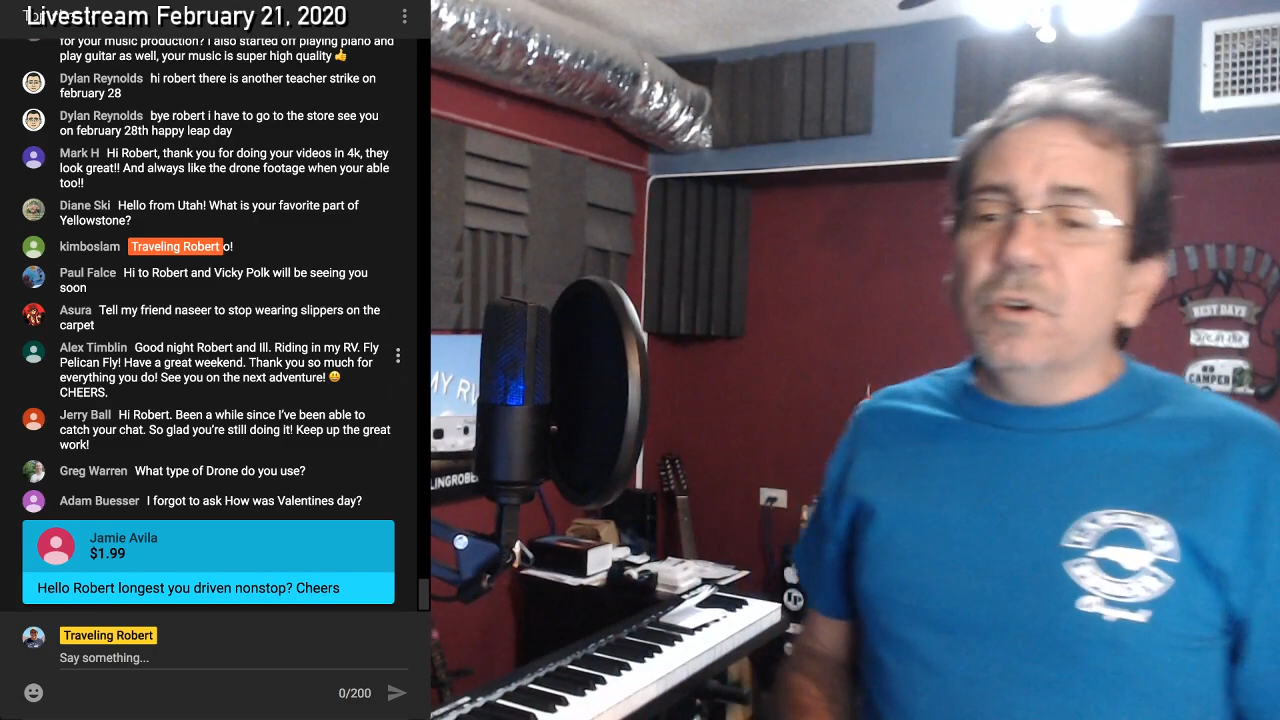 Livestream February 21, 2020
for your music production? I also started off playing piano and
play guitar as well, your music is super high quality 👍
Dylan Reynolds hi robert there is another teacher strike on
february 28
Dylan Reynolds bye robert i have to go to the store see you
on february 28th happy leap day
Mark H Hi Robert, thank you for doing your videos in 4k, they
look great!! And always like the drone footage when your able
too!!
Diane Ski Hello from Utah! What is your favorite part of
Yellowstone?
kimboslam Traveling Robert o!
Paul Falce Hi to Robert and Vicky Polk will be seeing you
soon
Asura Tell my friend naseer to stop wearing slippers on the
carpet
Alex Timblin Good night Robert and Ill. Riding in my RV. Fly
Pelican Fly! Have a great weekend. Thank you so much for
everything you do! See you on the next adventure! 😃
CHEERS.
Jerry Ball Hi Robert. Been a while since I've been able to
catch your chat. So glad you're still doing it! Keep up the great
work!
Greg Warren What type of Drone do you use?
Adam Buesser I forgot to ask How was Valentines day?
Jamie Avila
$1.99
Hello Robert longest you driven nonstop? Cheers
Traveling Robert
Say something...
0/200
MY RV
LINGROBE
BEST DAYS
CAMPER
LP